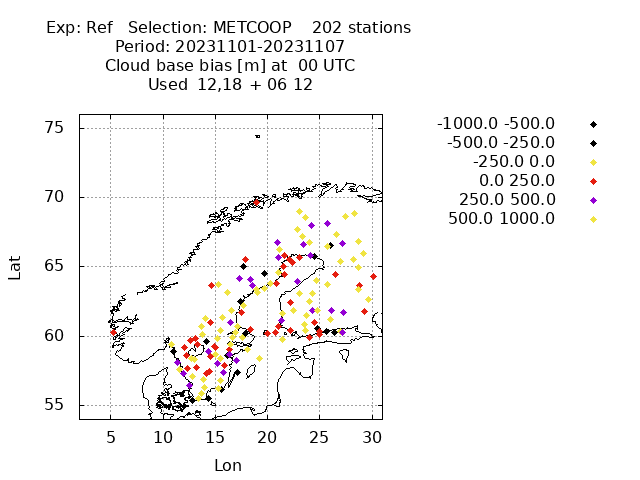 Exp: Ref   Selection: METCOOP    202 stations
Period: 20231101-20231107
Cloud base bias [m] at  00 UTC
Used 12,18 + 06 12
-1000.0 -500.0
-500.0 -250.0
-250.0 0.0
0.0 250.0
250.0 500.0
500.0 1000.0
75
70
65
60
55
Lat
5 10 15 20 25 30
Lon